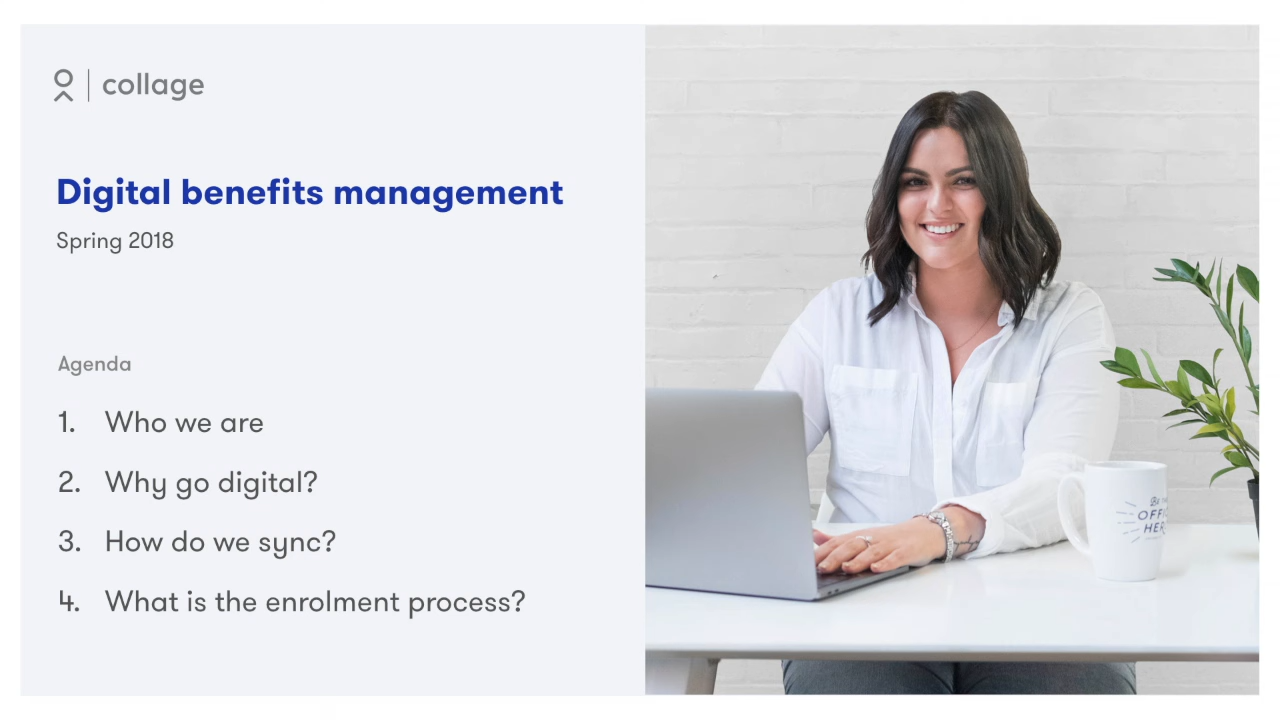 collage
Digital benefits management
Spring 2018
Agenda
1. Who we are
2. Why go digital?
3. How do we sync?
4. What is the enrolment process?